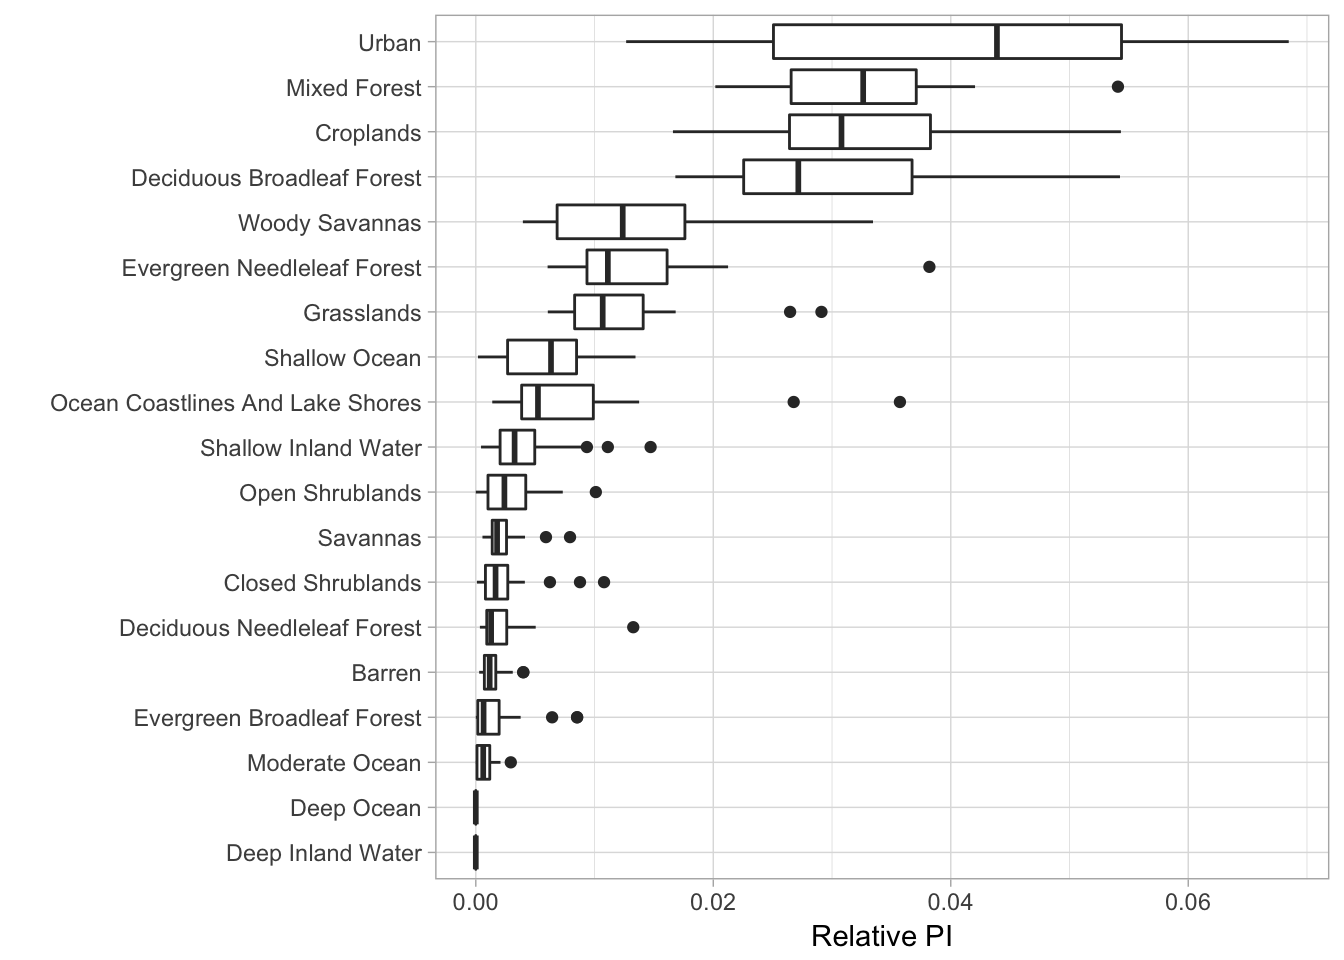 Urban
Mixed Forest
Croplands
Deciduous Broadleaf Forest
Woody Savannas
Evergreen Needleleaf Forest
Grasslands
Shallow Ocean
Ocean Coastlines And Lake Shores
Shallow Inland Water
Open Shrublands
Savannas
Closed Shrublands
Deciduous Needleleaf Forest
Barren
Evergreen Broadleaf Forest
Moderate Ocean
Deep Ocean
Deep Inland Water
0.00 0.02 0.04 0.06
Relative PI